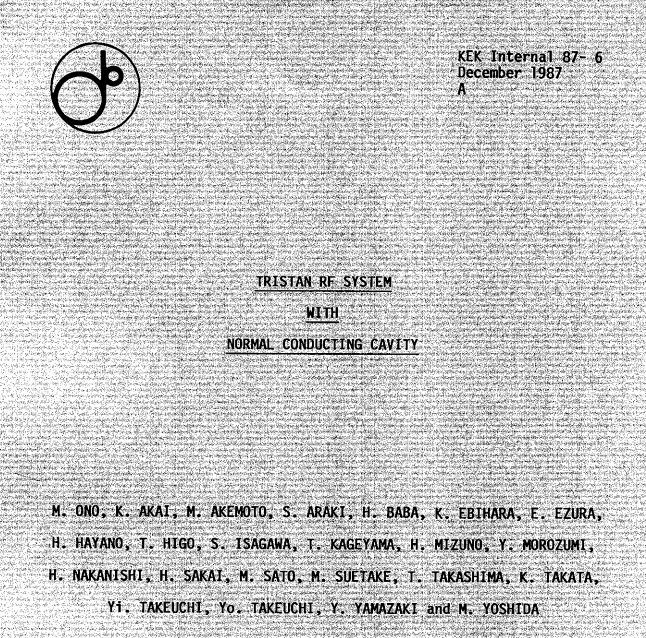 KEK Internal 87- 6
December 1987
A
TRISTAN RF SYSTEM
WITH
NORMAL CONDUCTING CAVITY
M. ONO, K. AKAI, M. AKEMOTO, S. ARAKI, H. BABA, K. EBIHARA, E. EZURA,
H. HAYANO, T. HIGO, S. ISAGAWA, T. KAGEYAMA, H. MIZUNO, Y. MOROZUMI,
H. NAKANISHI, H. SAKAI, M. SATO, M. SUETAKE, T. TAKASHIMA, K. TAKATA,
Yi. TAKEUCHI, Yo. TAKEUCHI, Y. YAMAZAKI and M. YOSHIDA